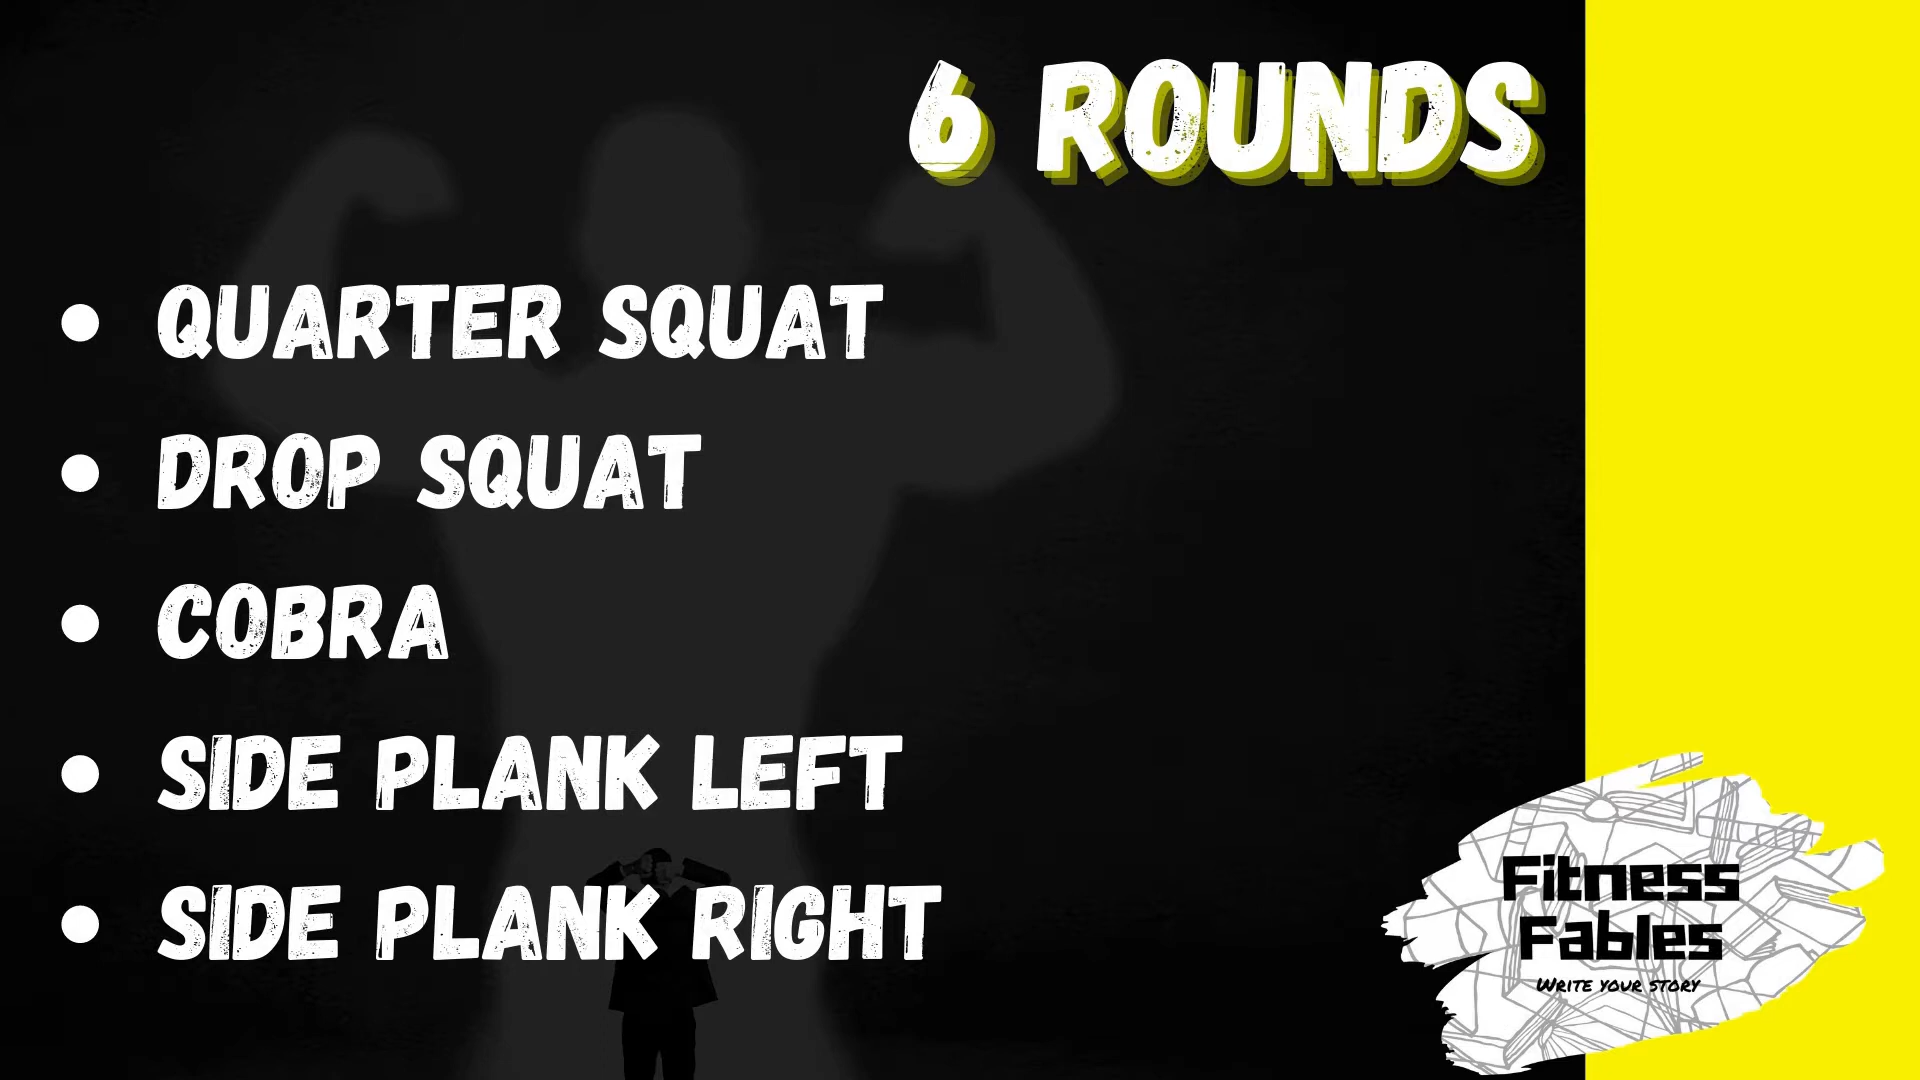 6 ROUNDS
• QUARTER SQUAT
• DROP SQUAT
• COBRA
• SIDE PLANK LEFT
• SIDE PLANK RIGHT
Fitness
Fables
WRITE YOUR STORY